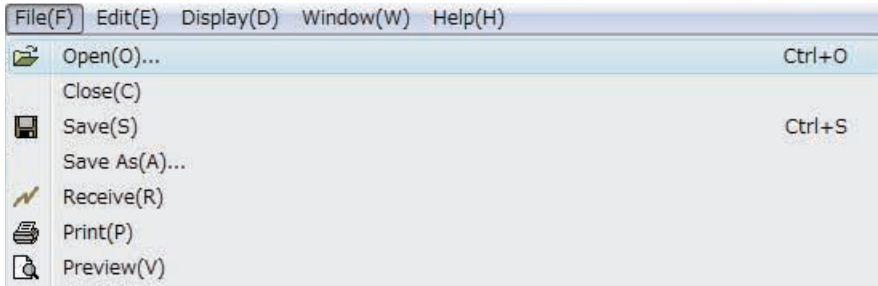 File(F) Edit(E) Display(D) Window(W) Help(H)
Open(O)... Ctrl+O
Close(C)
Save(S) Ctrl+S
Save As(A)...
Receive(R)
Print(P)
Preview(V)